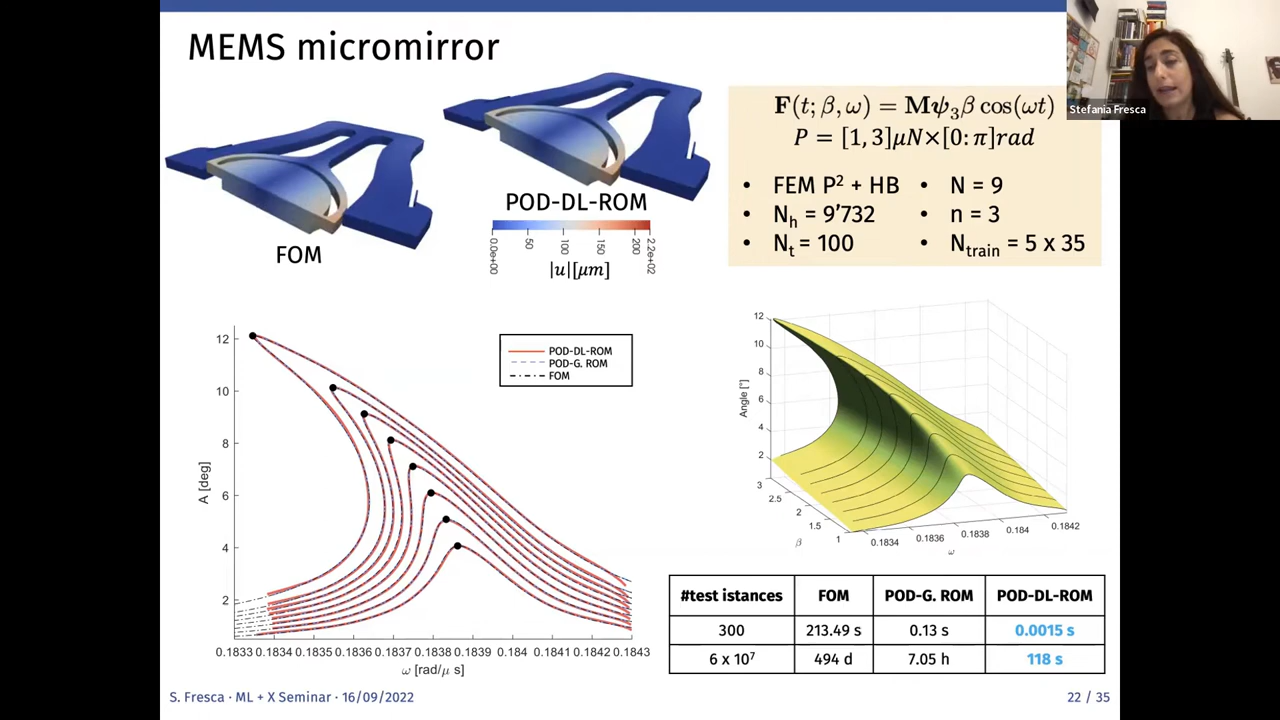 MEMS micromirror
Stefania Fresca
F(t; β, ω) = Mψ₃β cos(ωt)
P = [1, 3]μN×[0: π]rad
• FEM P² + HB
• Nₕ = 9’732
• Nₜ = 100
• N = 9
• n = 3
• N_train = 5 x 35
FOM
POD-DL-ROM
0.0e+00 50 100 150 200 2.2e+02
|u|[μm]
POD-DL-ROM
POD-G. ROM
FOM
12
10
8
6
4
2
A [deg]
0.1833 0.1834 0.1835 0.1836 0.1837 0.1838 0.1839 0.184 0.1841 0.1842 0.1843
ω [rad/μ s]
12
10
8
6
4
2
Angle [°]
3
2.5
2
1.5
1
β
0.1834 0.1836 0.1838 0.184 0.1842
ω
#test istances FOM POD-G. ROM POD-DL-ROM
300 213.49 s 0.13 s 0.0015 s
6 x 10⁷ 494 d 7.05 h 118 s
S. Fresca · ML + X Seminar · 16/09/2022
22 / 35